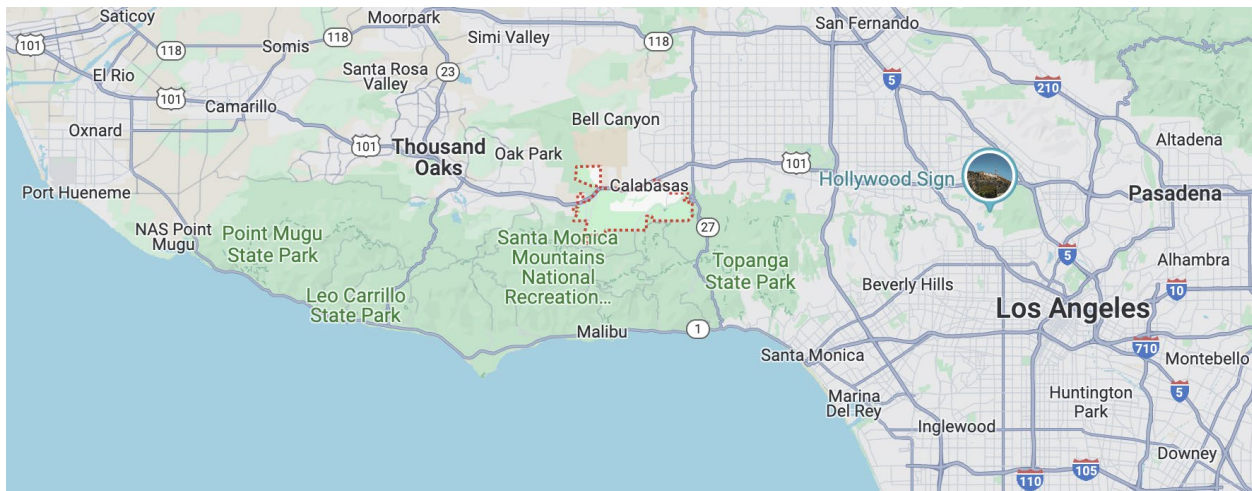 Saticoy
Moorpark
San Fernando
101
118
Somis
118
Simi Valley
118
El Rio
Santa Rosa
Valley
23
5
210
101
Camarillo
Bell Canyon
Oxnard
101
Thousand
Oaks
Oak Park
101
Altadena
Port Hueneme
Calabasas
Hollywood Sign
Pasadena
NAS Point
Mugu
Point Mugu
State Park
Santa Monica
Mountains
National
Recreation...
27
Topanga
State Park
5
Alhambra
Leo Carrillo
State Park
Beverly Hills
10
Los Angeles
Malibu
1
Santa Monica
710
Montebello
Marina
Del Rey
Huntington
Park
5
Inglewood
Downey
110
105